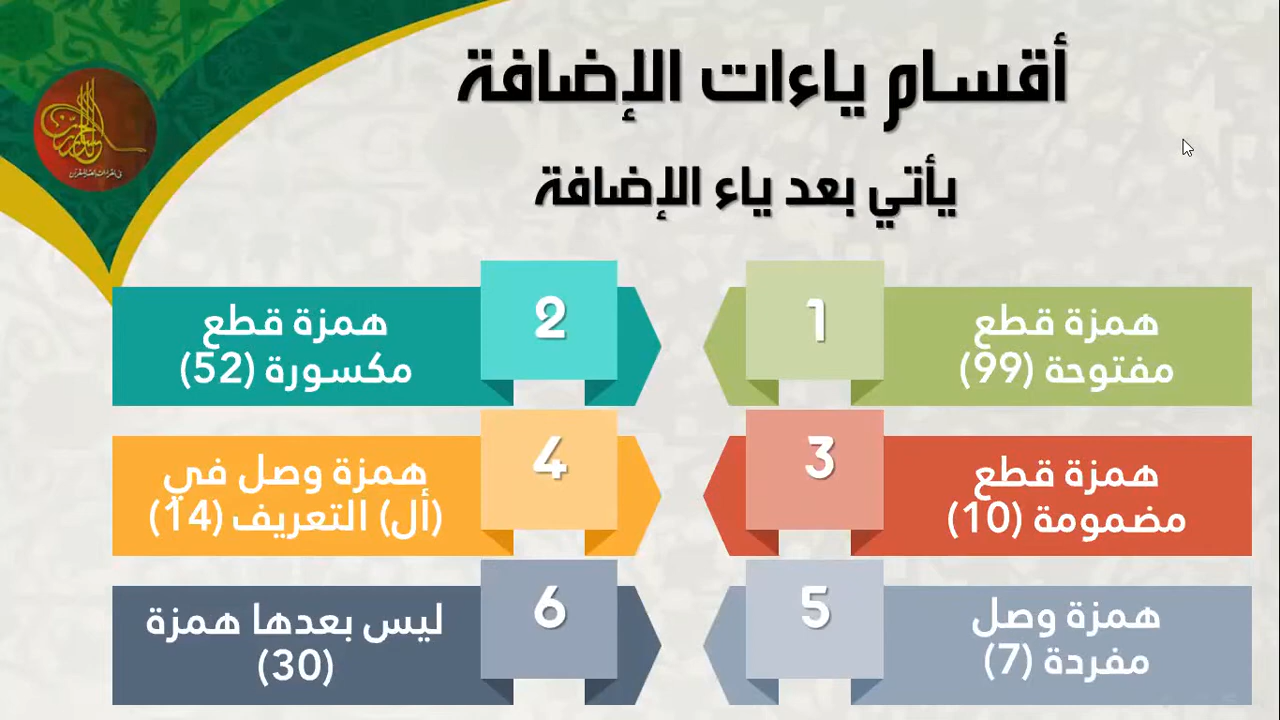 أقسام ياءات الإضافة
يأتي بعد ياء الإضافة
1
همزة قطع
مفتوحة (99)
2
همزة قطع
مكسورة (52)
3
همزة قطع
مضمومة (10)
4
همزة وصل في
(أل) التعريف (14)
5
همزة وصل
مفردة (7)
6
ليس بعدها همزة
(30)